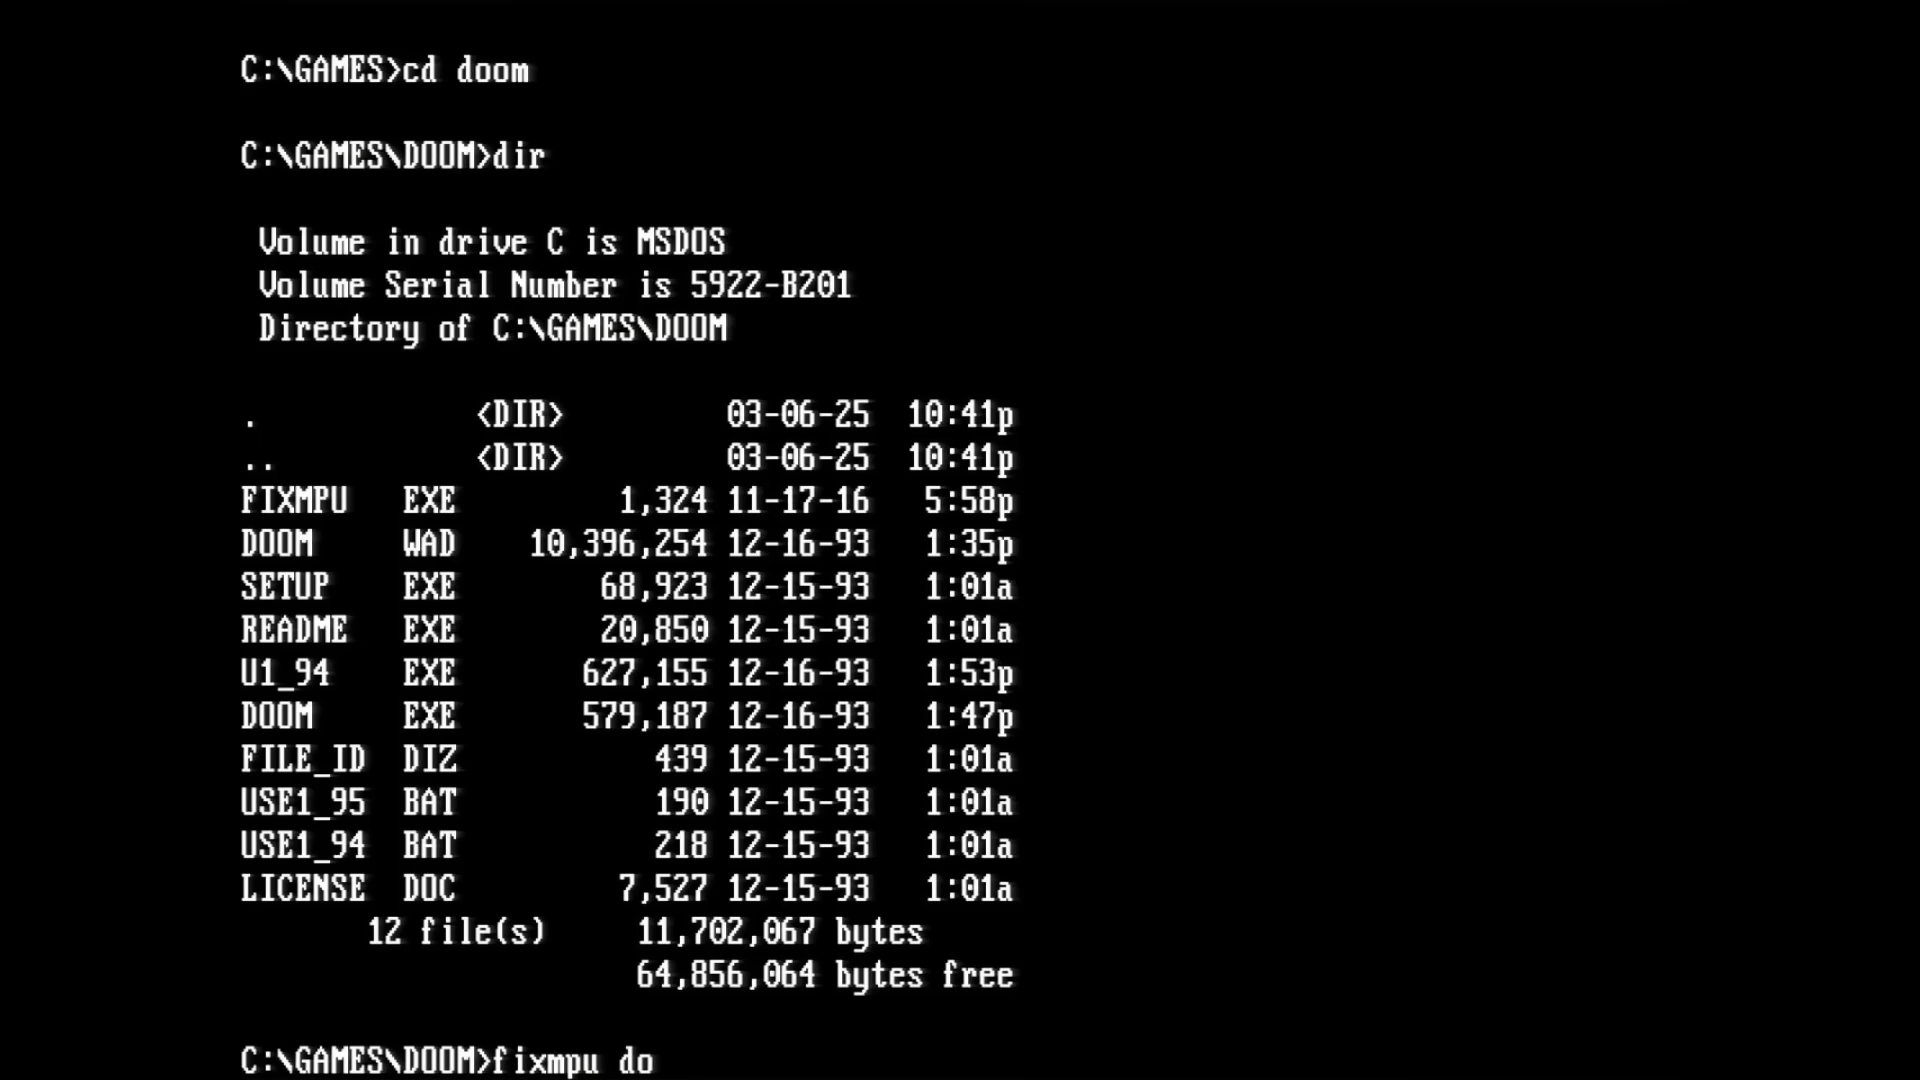 C:\GAMES>cd doom
C:\GAMES\DOOM>dir
Volume in drive C is MSDOS
Volume Serial Number is 5922-B201
Directory of C:\GAMES\DOOM
. <DIR> 03-06-25 10:41p
.. <DIR> 03-06-25 10:41p
FIXMPU EXE 1,324 11-17-16 5:58p
DOOM WAD 10,396,254 12-16-93 1:35p
SETUP EXE 68,923 12-15-93 1:01a
README EXE 20,850 12-15-93 1:01a
U1_94 EXE 627,155 12-16-93 1:53p
DOOM EXE 579,187 12-16-93 1:47p
FILE_ID DIZ 439 12-15-93 1:01a
USE1_95 BAT 190 12-15-93 1:01a
USE1_94 BAT 218 12-15-93 1:01a
LICENSE DOC 7,527 12-15-93 1:01a
12 file(s) 11,702,067 bytes
64,856,064 bytes free
C:\GAMES\DOOM>fixmpu do